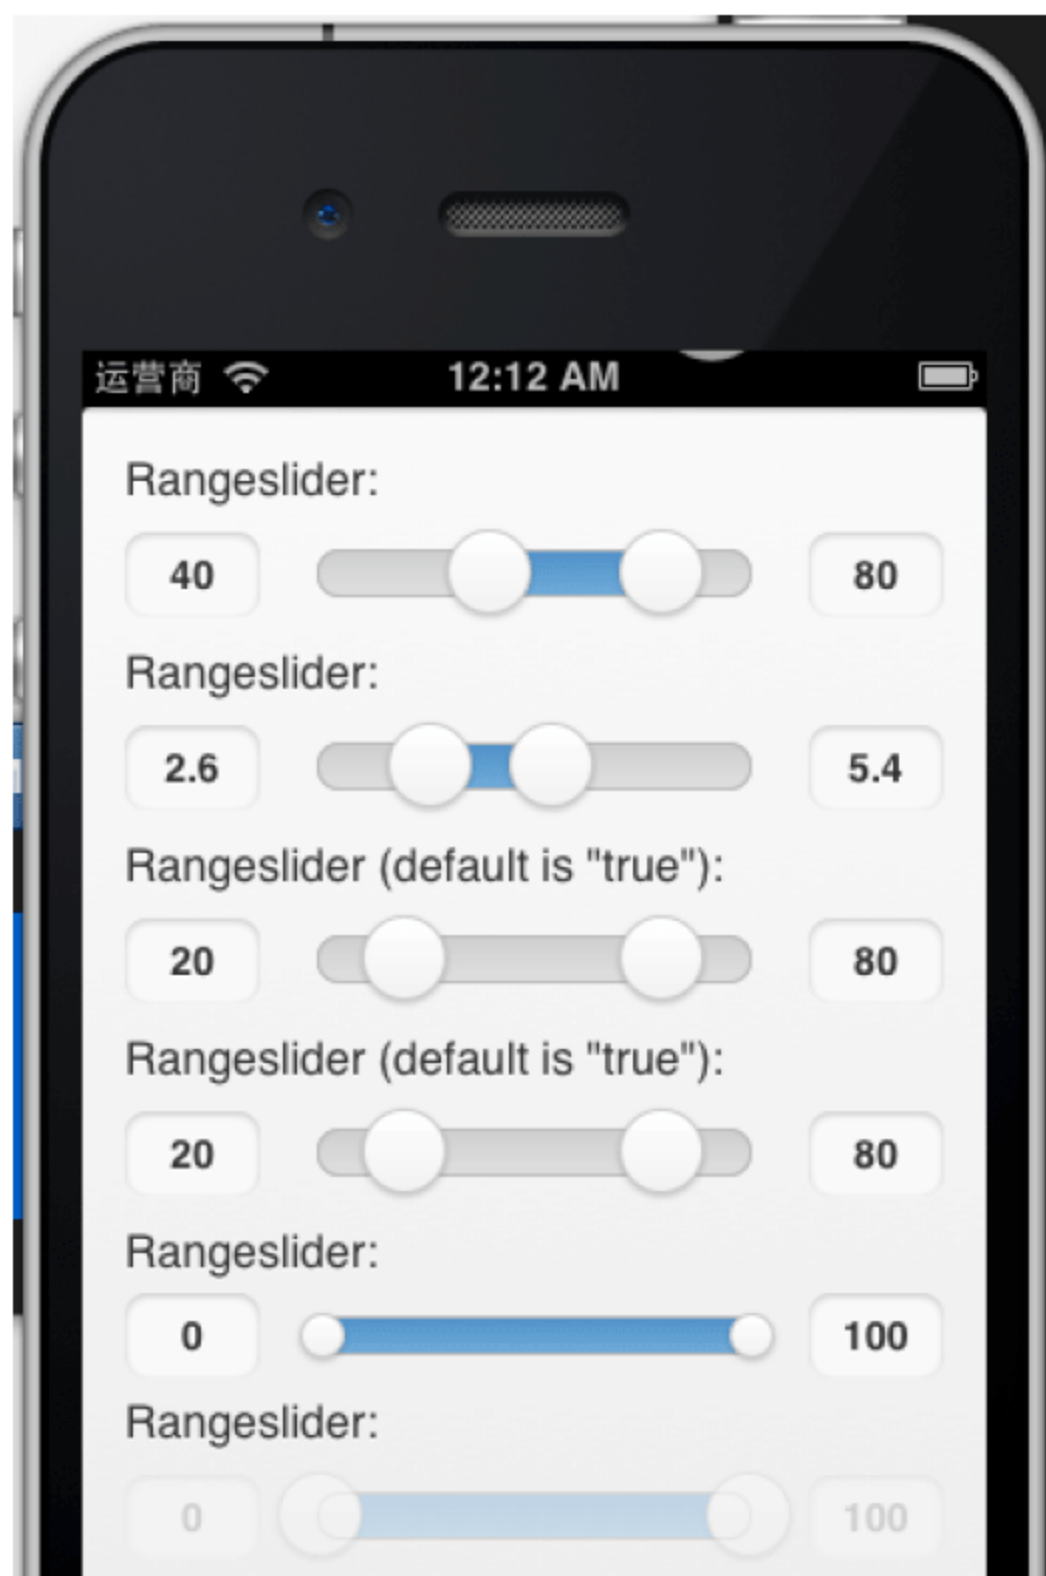 运营商 12:12 AM
Rangeslider:
40 80
Rangeslider:
2.6 5.4
Rangeslider (default is "true"):
20 80
Rangeslider (default is "true"):
20 80
Rangeslider:
0 100
Rangeslider:
0 100